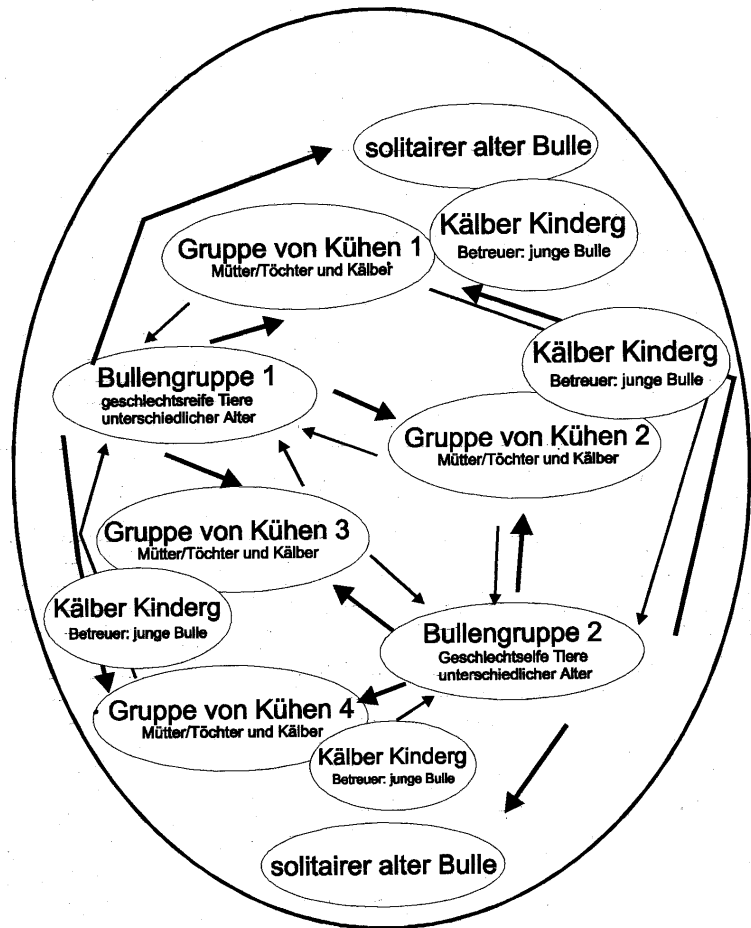 solitairer alter Bulle
Kälber Kinderg
Betreuer: junge Bulle
Gruppe von Kühen 1
Mütter/Töchter und Kälber
Kälber Kinderg
Betreuer: junge Bulle
Bullengruppe 1
geschlechtsreife Tiere
unterschiedlicher Alter
Gruppe von Kühen 2
Mütter/Töchter und Kälber
Gruppe von Kühen 3
Mütter/Töchter und Kälber
Kälber Kinderg
Betreuer: junge Bulle
Bullengruppe 2
Geschlechtselfe Tiere
unterschiedlicher Alter
Gruppe von Kühen 4
Mütter/Töchter und Kälber
Kälber Kinderg
Betreuer: junge Bulle
solitairer alter Bulle